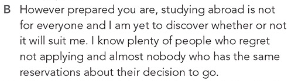 B However prepared you are, studying abroad is not
for everyone and I am yet to discover whether or not
it will suit me. I know plenty of people who regret
not applying and almost nobody who has the same
reservations about their decision to go.